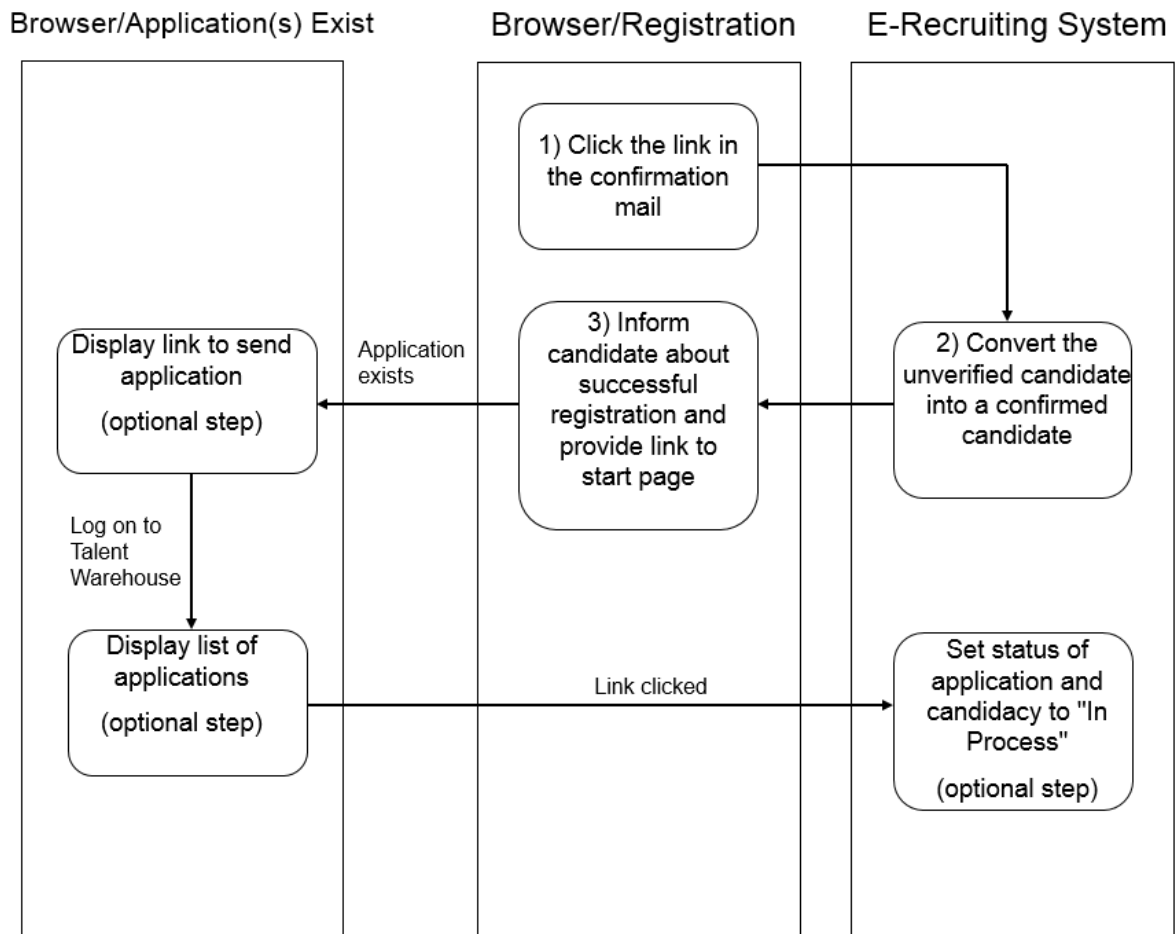 Browser/Application(s) Exist
Browser/Registration
E-Recruiting System
1) Click the link in
the confirmation
mail
3) Inform
candidate about
successful
registration and
provide link to
start page
2) Convert the
unverified candidate
into a confirmed
candidate
Application
exists
Display link to send
application
(optional step)
Log on to
Talent
Warehouse
Display list of
applications
(optional step)
Link clicked
Set status of
application and
candidacy to "In
Process"
(optional step)